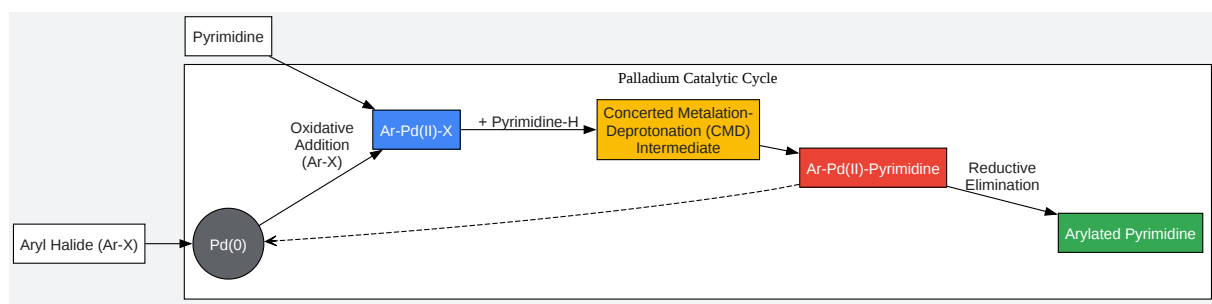 Pyrimidine
Palladium Catalytic Cycle
Oxidative
Addition
(Ar-X)
Ar-Pd(II)-X
+ Pyrimidine-H
Concerted Metalation-
Deprotonation (CMD)
Intermediate
Ar-Pd(II)-Pyrimidine
Reductive
Elimination
Aryl Halide (Ar-X)
Pd(0)
Arylated Pyrimidine